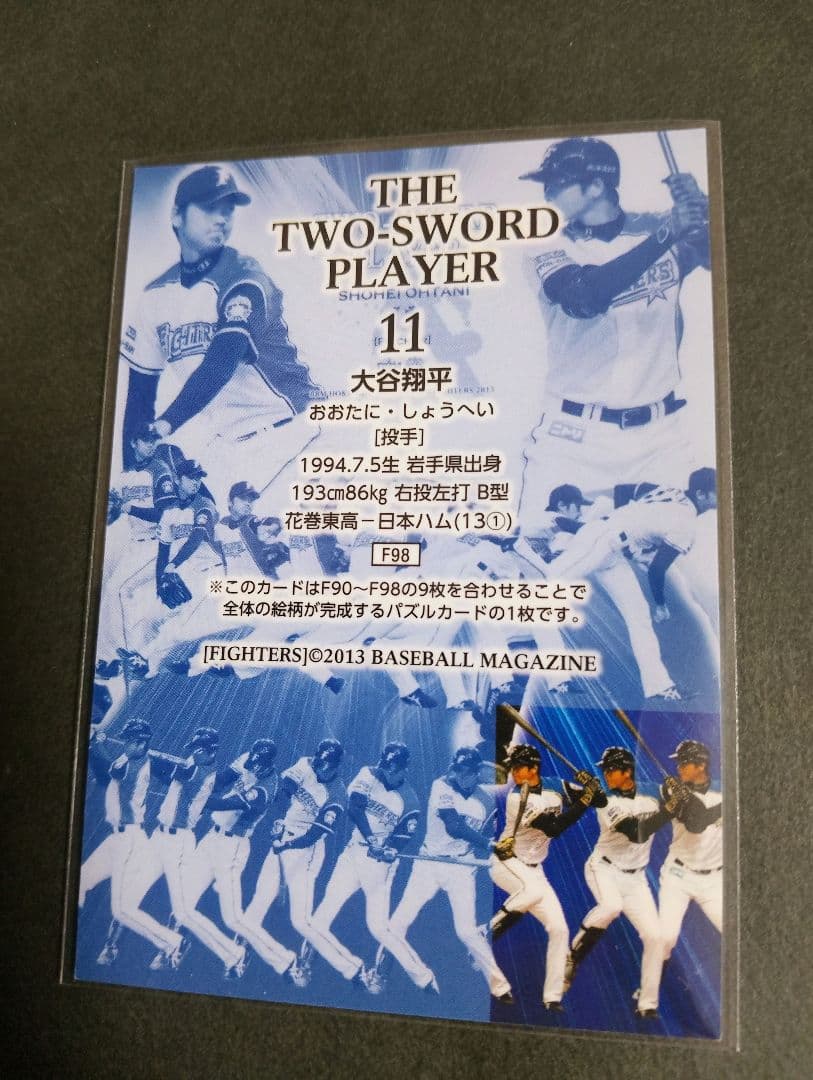 THE
TWO-SWORD
PLAYER
SHOHEI OHTANI
11
大谷翔平
おおたに・しょうへい
[投手]
1994.7.5生 岩手県出身
193cm86kg 右投左打 B型
花巻東高－日本ハム(13①)
F98
※このカードはF90～F98の9枚を合わせることで
全体の絵柄が完成するパズルカードの1枚です。
[FIGHTERS]©2013 BASEBALL MAGAZINE
FIGHTERS
ニトリ